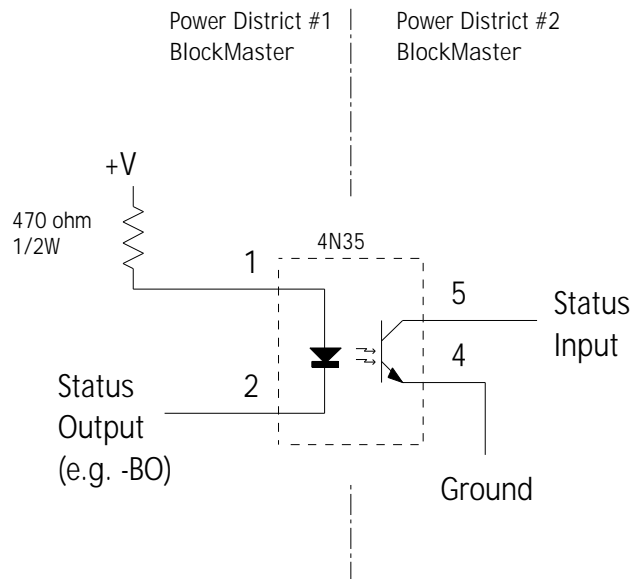 Power District #1
BlockMaster
Power District #2
BlockMaster
+V
470 ohm
1/2W
4N35
1
5
Status
Input
4
2
Status
Output
(e.g. -BO)
Ground